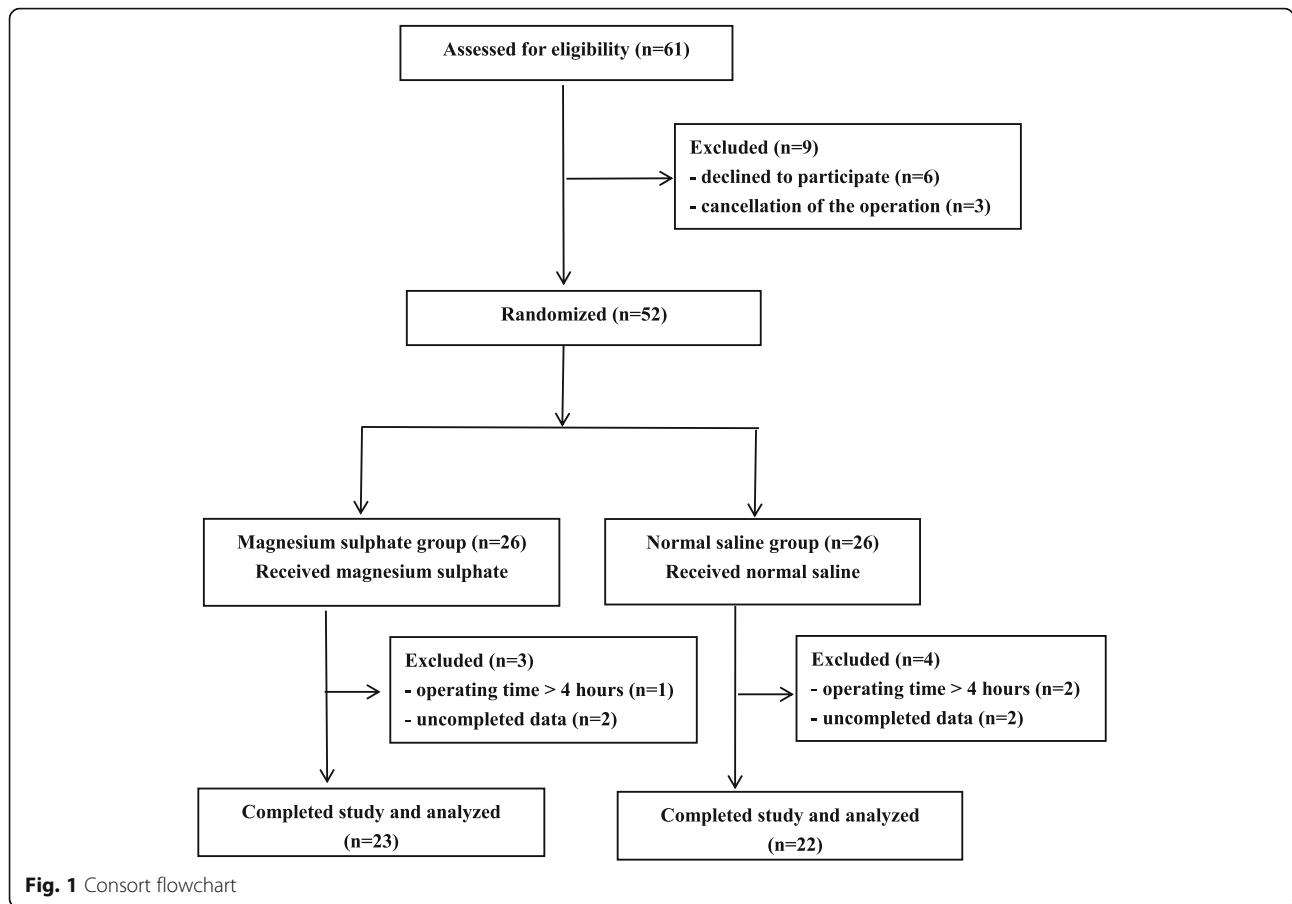 Assessed for eligibility (n=61)
Excluded (n=9)
- declined to participate (n=6)
- cancellation of the operation (n=3)
Randomized (n=52)
Magnesium sulphate group (n=26)
Received magnesium sulphate
Normal saline group (n=26)
Received normal saline
Excluded (n=3)
- operating time > 4 hours (n=1)
- uncompleted data (n=2)
Excluded (n=4)
- operating time > 4 hours (n=2)
- uncompleted data (n=2)
Completed study and analyzed
(n=23)
Completed study and analyzed
(n=22)
Fig. 1 Consort flowchart